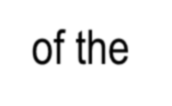 of the